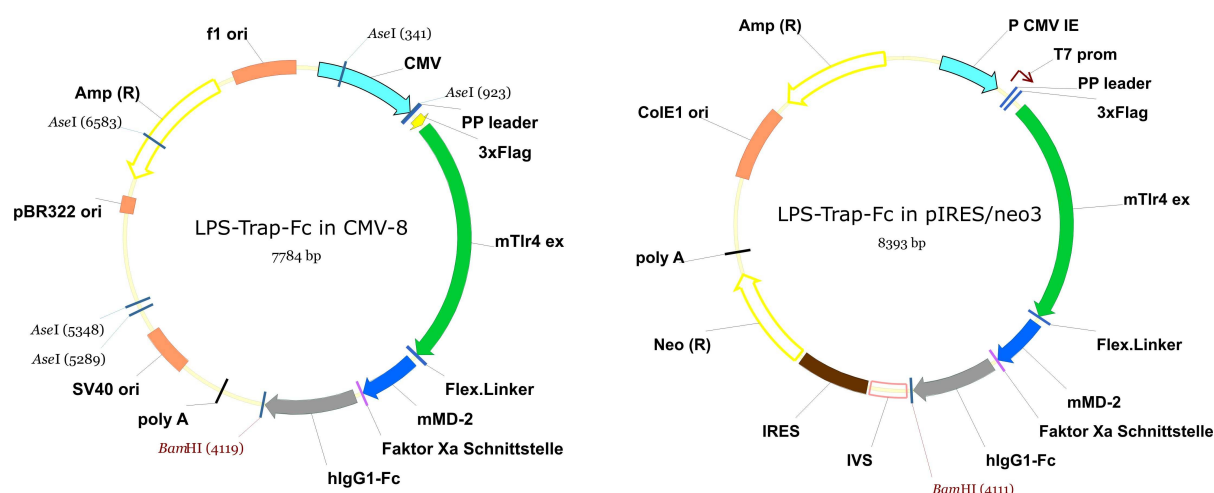 f1 ori
AseI (341)
CMV
AseI (923)
PP leader
3xFlag
Amp (R)
AseI (6583)
pBR322 ori
LPS-Trap-Fc in CMV-8
7784 bp
mTlr4 ex
AseI (5348)
AseI (5289)
SV40 ori
poly A
BamHI (4119)
hIgG1-Fc
Faktor Xa Schnittstelle
mMD-2
Flex.Linker
Amp (R)
P CMV IE
T7 prom
PP leader
3xFlag
ColE1 ori
LPS-Trap-Fc in pIRES/neo3
8393 bp
mTlr4 ex
poly A
Neo (R)
Flex.Linker
mMD-2
Faktor Xa Schnittstelle
IRES
IVS
hIgG1-Fc
BamHI (4111)